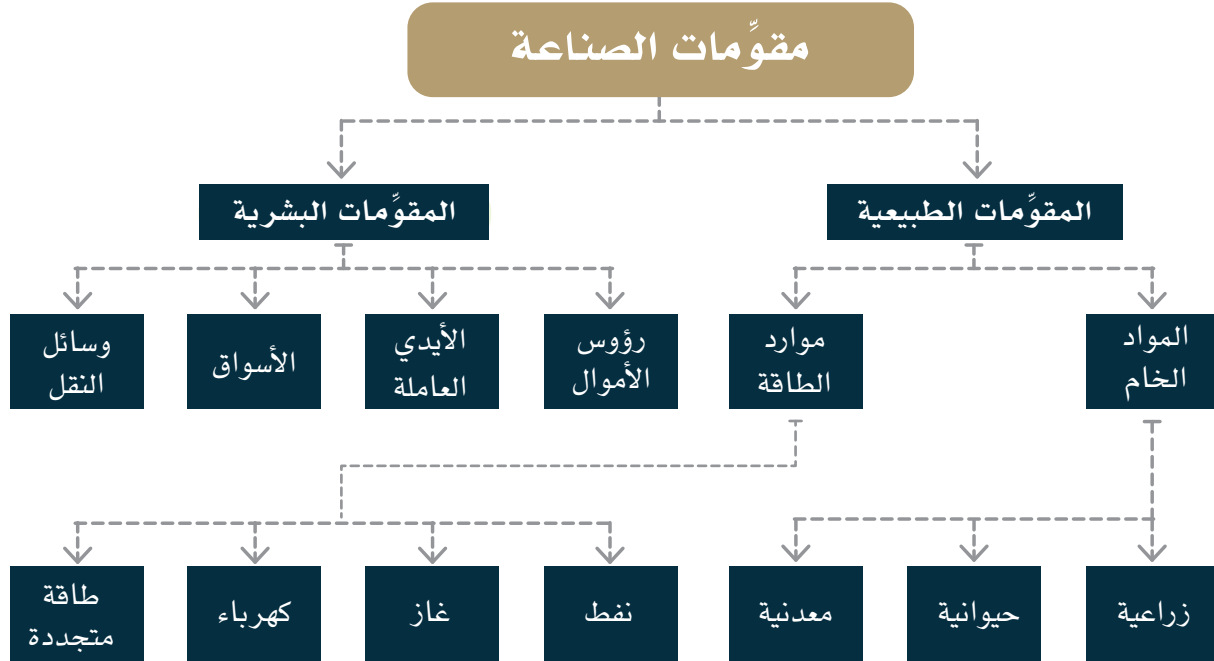 مقوِّمات الصناعة
المقوِّمات الطبيعية
المقوِّمات البشرية
المواد
الخام
موارد
الطاقة
رؤوس
الأموال
الأيدي
العاملة
الأسواق
وسائل
النقل
زراعية
حيوانية
معدنية
نفط
غاز
كهرباء
طاقة
متجددة